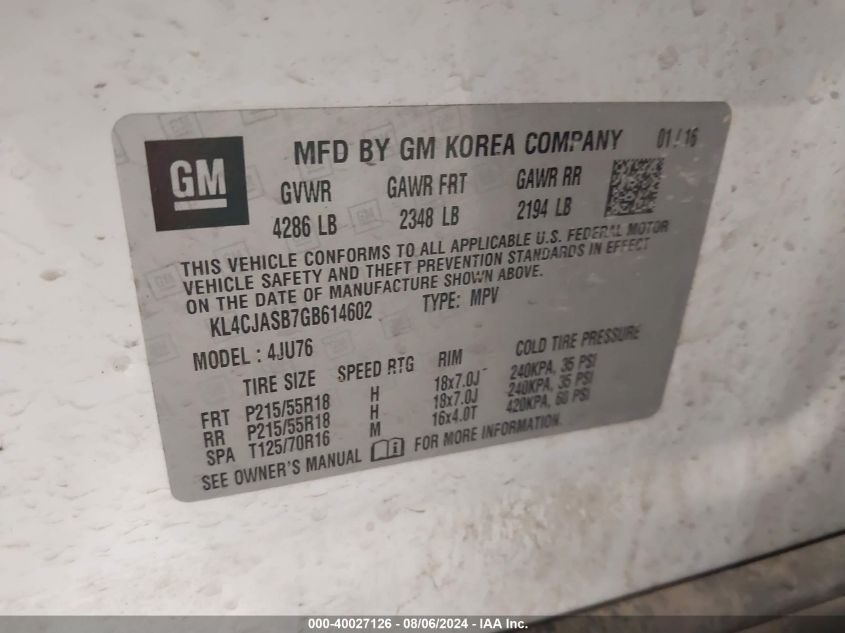 GM
MFD BY GM KOREA COMPANY 01/16
GVWR GAWR FRT GAWR RR
4286 LB 2348 LB 2194 LB
THIS VEHICLE CONFORMS TO ALL APPLICABLE U.S. FEDERAL MOTOR
VEHICLE SAFETY AND THEFT PREVENTION STANDARDS IN EFFECT
ON THE DATE OF MANUFACTURE SHOWN ABOVE.
KL4CJASB7GB614602 TYPE: MPV
MODEL : 4JU76
TIRE SIZE SPEED RTG RIM COLD TIRE PRESSURE
FRT P215/55R18 H 18x7.0J 240KPA, 35 PSI
RR P215/55R18 H 18x7.0J 240KPA, 35 PSI
SPA T125/70R16 M 16x4.0T 420KPA, 60 PSI
SEE OWNER'S MANUAL FOR MORE INFORMATION.
000-40027126 - 08/06/2024 - IAA Inc.